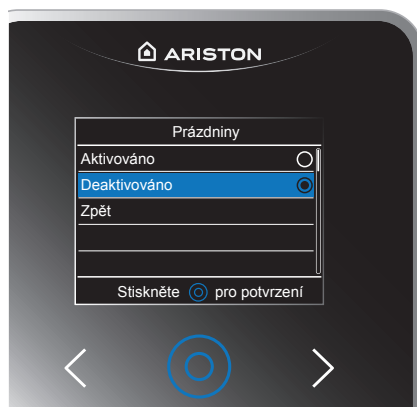 ARISTON
Prázdniny
Aktivováno
Deaktivováno
Zpět
Stiskněte pro potvrzení